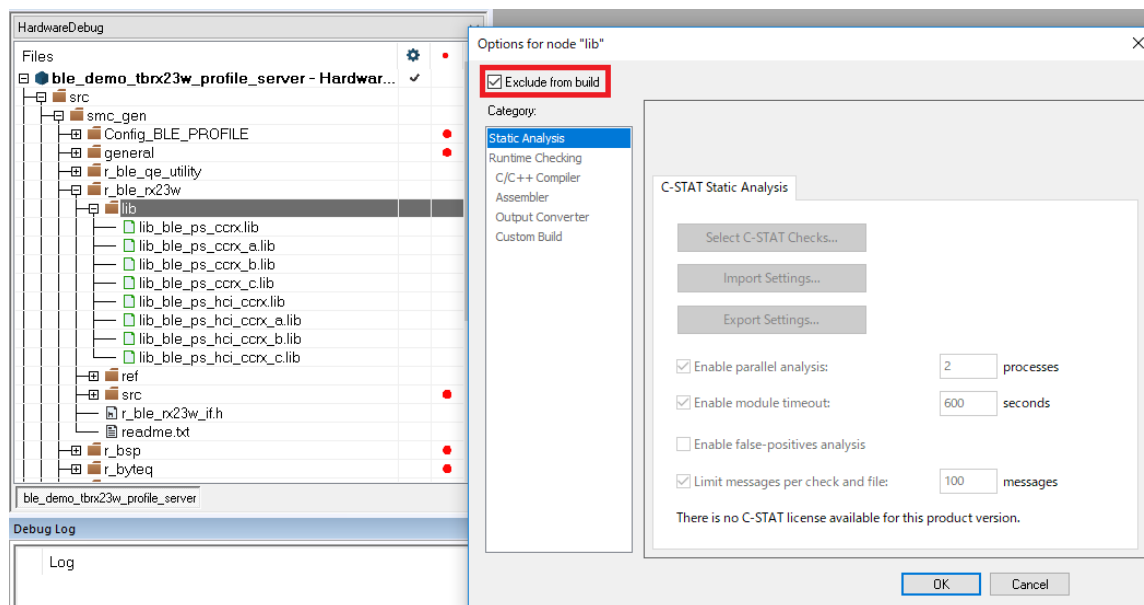 HardwareDebug
Files
ble_demo_tbrx23w_profile_server - Hardwar...
src
smc_gen
Config_BLE_PROFILE
general
r_ble_qe_utility
r_ble_rx23w
lib
lib_ble_ps_ccrx.lib
lib_ble_ps_ccrx_a.lib
lib_ble_ps_ccrx_b.lib
lib_ble_ps_ccrx_c.lib
lib_ble_ps_hci_ccrx.lib
lib_ble_ps_hci_ccrx_a.lib
lib_ble_ps_hci_ccrx_b.lib
lib_ble_ps_hci_ccrx_c.lib
ref
src
r_ble_rx23w_if.h
readme.txt
r_bsp
r_byteq
ble_demo_tbrx23w_profile_server
Debug Log
Log
Options for node "lib"
Exclude from build
Category:
Static Analysis
Runtime Checking
C/C++ Compiler
Assembler
Output Converter
Custom Build
C-STAT Static Analysis
Select C-STAT Checks...
Import Settings...
Export Settings...
Enable parallel analysis: 2 processes
Enable module timeout: 600 seconds
Enable false-positives analysis
Limit messages per check and file: 100 messages
There is no C-STAT license available for this product version.
OK Cancel